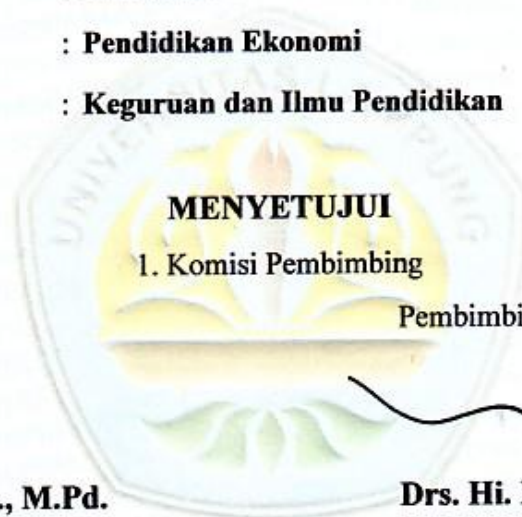 : Pendidikan Ekonomi
: Keguruan dan Ilmu Pendidikan
MENYETUJUI
1. Komisi Pembimbing
., M.Pd.
Drs. Hi.